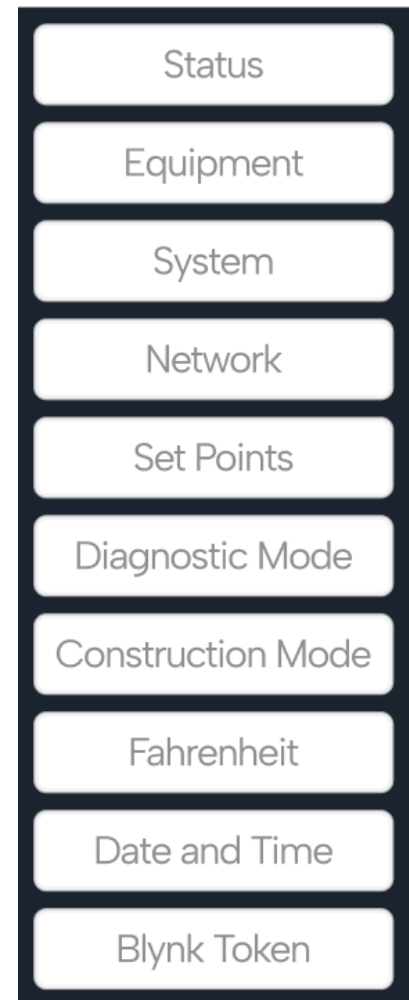 Status
Equipment
System
Network
Set Points
Diagnostic Mode
Construction Mode
Fahrenheit
Date and Time
Blynk Token